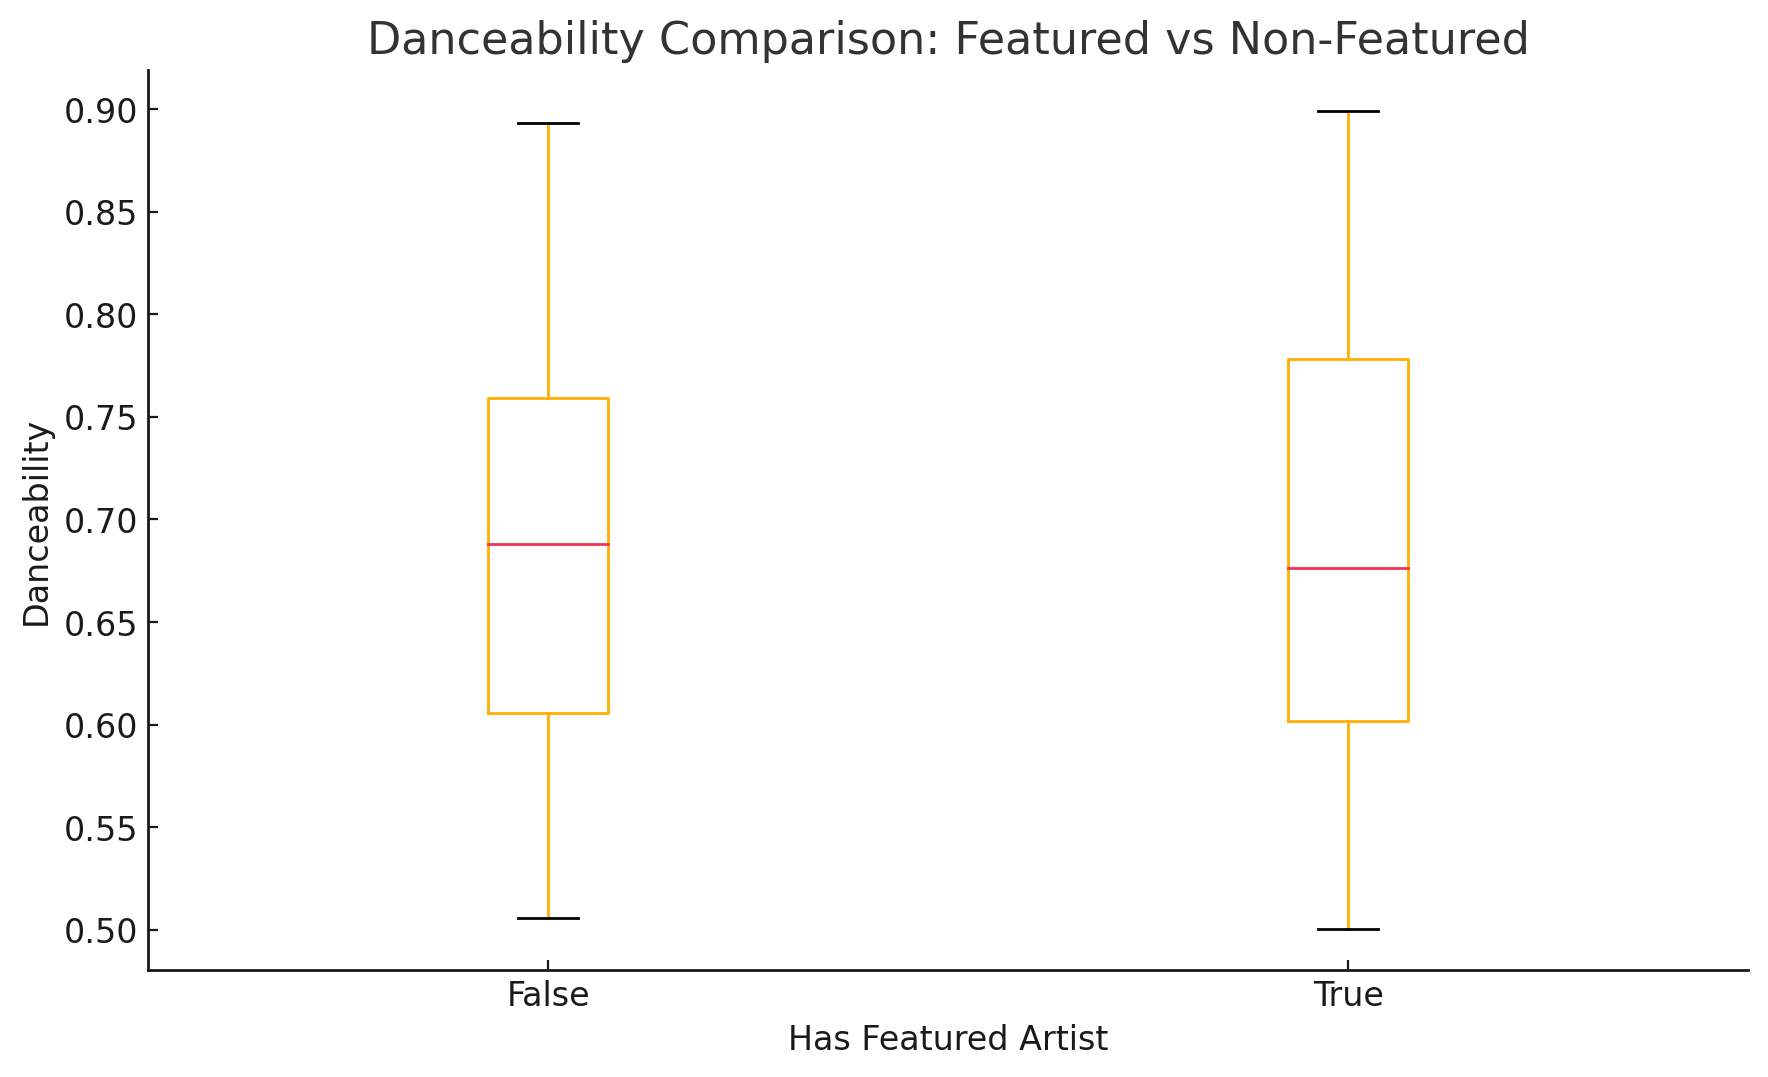 Danceability Comparison: Featured vs Non-Featured
0.90
0.85
0.80
0.75
0.70
0.65
0.60
0.55
0.50
Danceability
False
True
Has Featured Artist